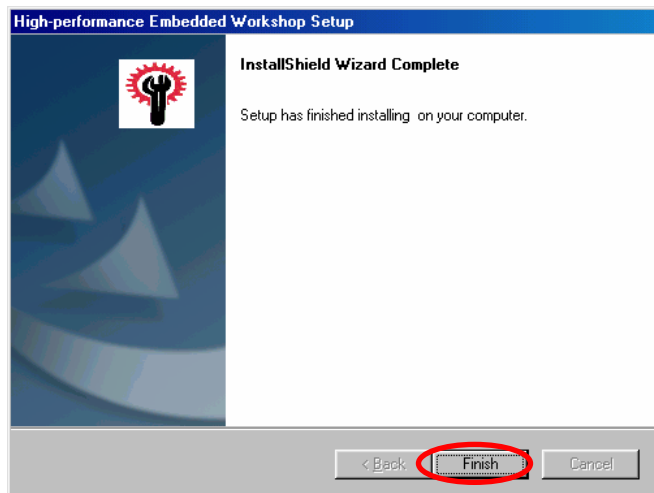 High-performance Embedded Workshop Setup
InstallShield Wizard Complete
Setup has finished installing  on your computer.
< Back
Finish
Cancel